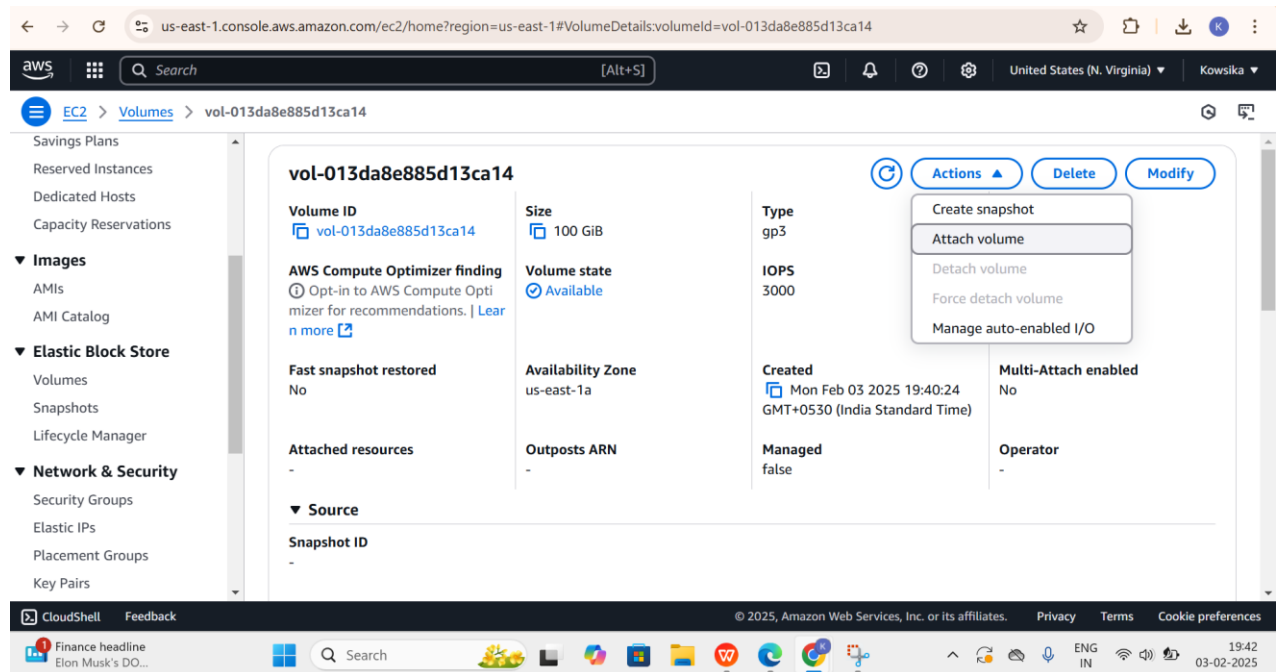 us-east-1.console.aws.amazon.com/ec2/home?region=us-east-1#VolumeDetails:volumeId=vol-013da8e885d13ca14
K
aws
Search
[Alt+S]
United States (N. Virginia)
Kowsika
EC2 > Volumes > vol-013da8e885d13ca14
Savings Plans
Reserved Instances
Dedicated Hosts
Capacity Reservations
Images
AMIs
AMI Catalog
Elastic Block Store
Volumes
Snapshots
Lifecycle Manager
Network & Security
Security Groups
Elastic IPs
Placement Groups
Key Pairs
vol-013da8e885d13ca14
Actions
Delete
Modify
Create snapshot
Attach volume
Detach volume
Force detach volume
Manage auto-enabled I/O
Volume ID
vol-013da8e885d13ca14
Size
100 GiB
Type
gp3
AWS Compute Optimizer finding
Opt-in to AWS Compute Opti
mizer for recommendations. | Lear
n more
Volume state
Available
IOPS
3000
Fast snapshot restored
No
Availability Zone
us-east-1a
Created
Mon Feb 03 2025 19:40:24
GMT+0530 (India Standard Time)
Multi-Attach enabled
No
Attached resources
-
Outposts ARN
-
Managed
false
Operator
-
Source
Snapshot ID
-
CloudShell
Feedback
© 2025, Amazon Web Services, Inc. or its affiliates.
Privacy
Terms
Cookie preferences
1
Finance headline
Elon Musk's DO...
Search
K
ENG
IN
19:42
03-02-2025